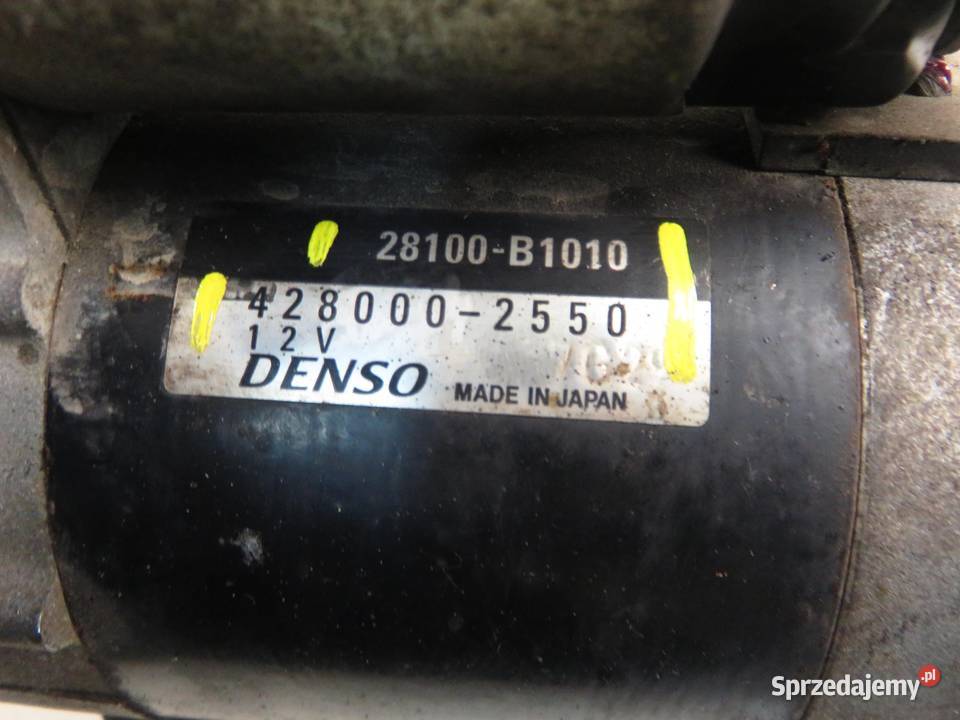 28100-B1010
428000-2550
12V
DENSO MADE IN JAPAN
Sprzedajemy.pl